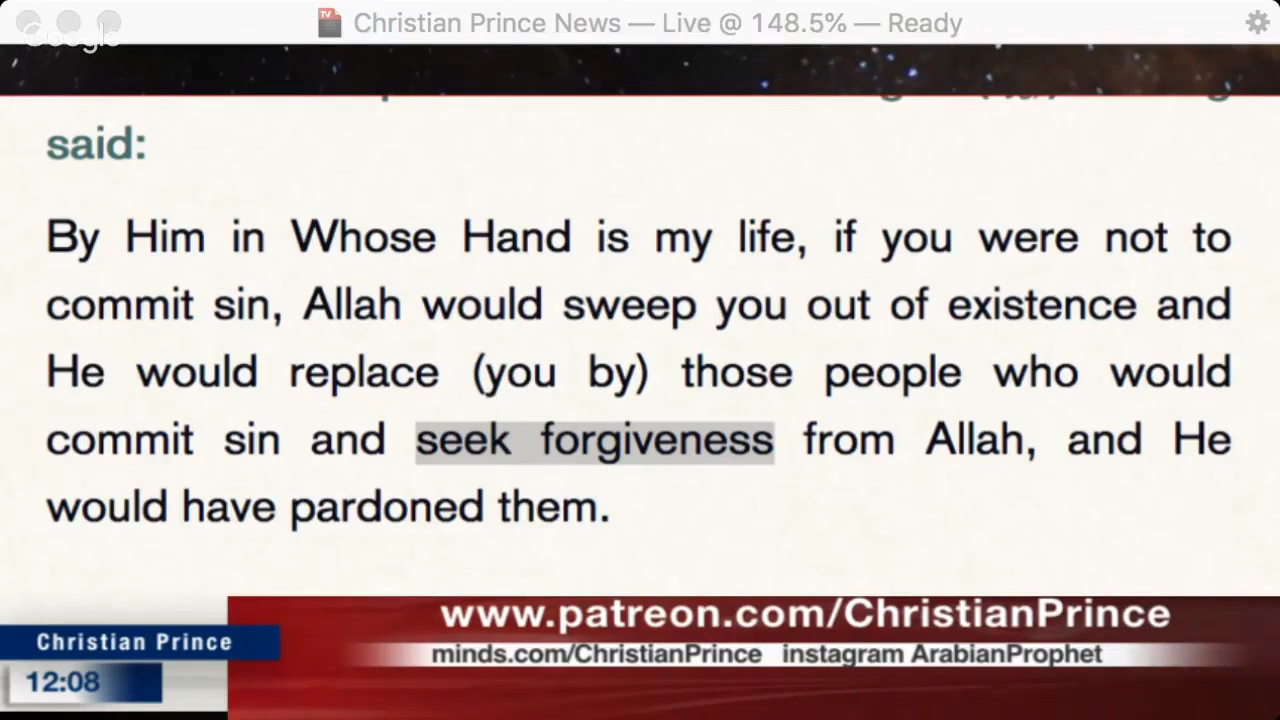 TV
Christian Prince News — Live @ 148.5% — Ready
Google
said:
By Him in Whose Hand is my life, if you were not to
commit sin, Allah would sweep you out of existence and
He would replace (you by) those people who would
commit sin and seek forgiveness from Allah, and He
would have pardoned them.
www.patreon.com/ChristianPrince
Christian Prince
minds.com/ChristianPrince instagram ArabianProphet
12:08